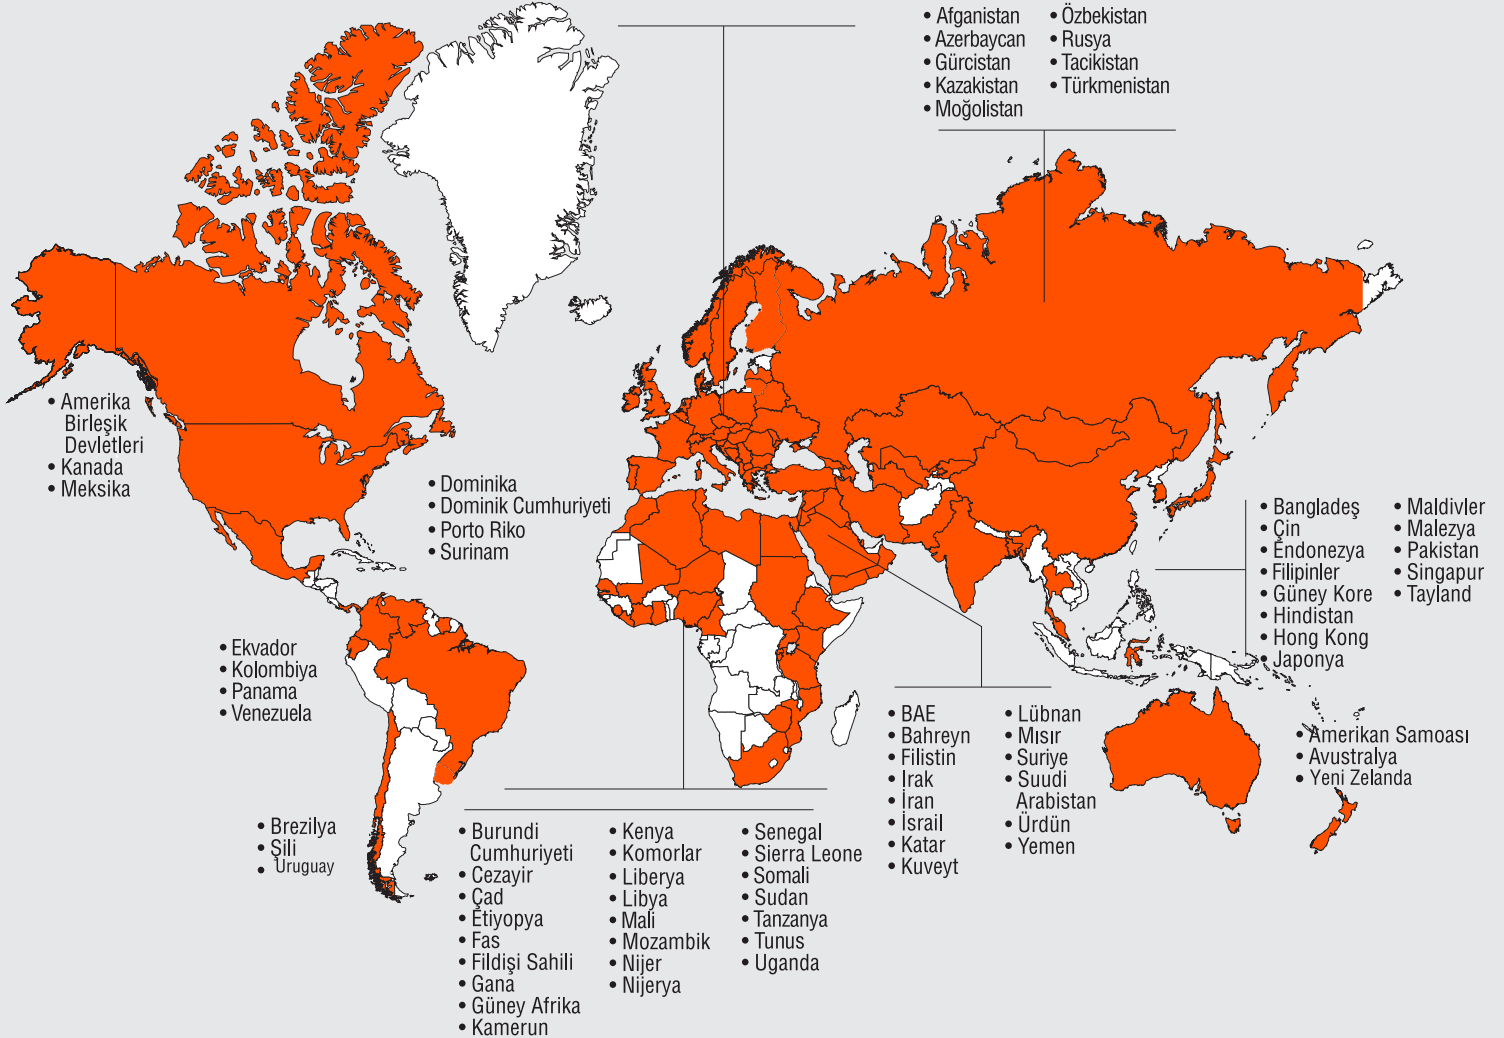 • Afganistan
• Azerbaycan
• Gürcistan
• Kazakistan
• Moğolistan
• Özbekistan
• Rusya
• Tacikistan
• Türkmenistan
• Amerika
Birleşik
Devletleri
• Kanada
• Meksika
• Dominika
• Dominik Cumhuriyeti
• Porto Riko
• Surinam
• Bangladeş
• Çin
• Endonezya
• Filipinler
• Güney Kore
• Hindistan
• Hong Kong
• Japonya
• Maldivler
• Malezya
• Pakistan
• Singapur
• Tayland
• Ekvador
• Kolombiya
• Panama
• Venezuela
• BAE
• Bahreyn
• Filistin
• Irak
• İran
• İsrail
• Katar
• Kuveyt
• Lübnan
• Mısır
• Suriye
• Suudi
Arabistan
• Ürdün
• Yemen
• Amerikan Samoası
• Avustralya
• Yeni Zelanda
• Brezilya
• Şili
• Uruguay
• Burundi
Cumhuriyeti
• Cezayir
• Çad
• Etiyopya
• Fas
• Fildişi Sahili
• Gana
• Güney Afrika
• Kamerun
• Kenya
• Komorlar
• Liberya
• Libya
• Mali
• Mozambik
• Nijer
• Nijerya
• Senegal
• Sierra Leone
• Somali
• Sudan
• Tanzanya
• Tunus
• Uganda